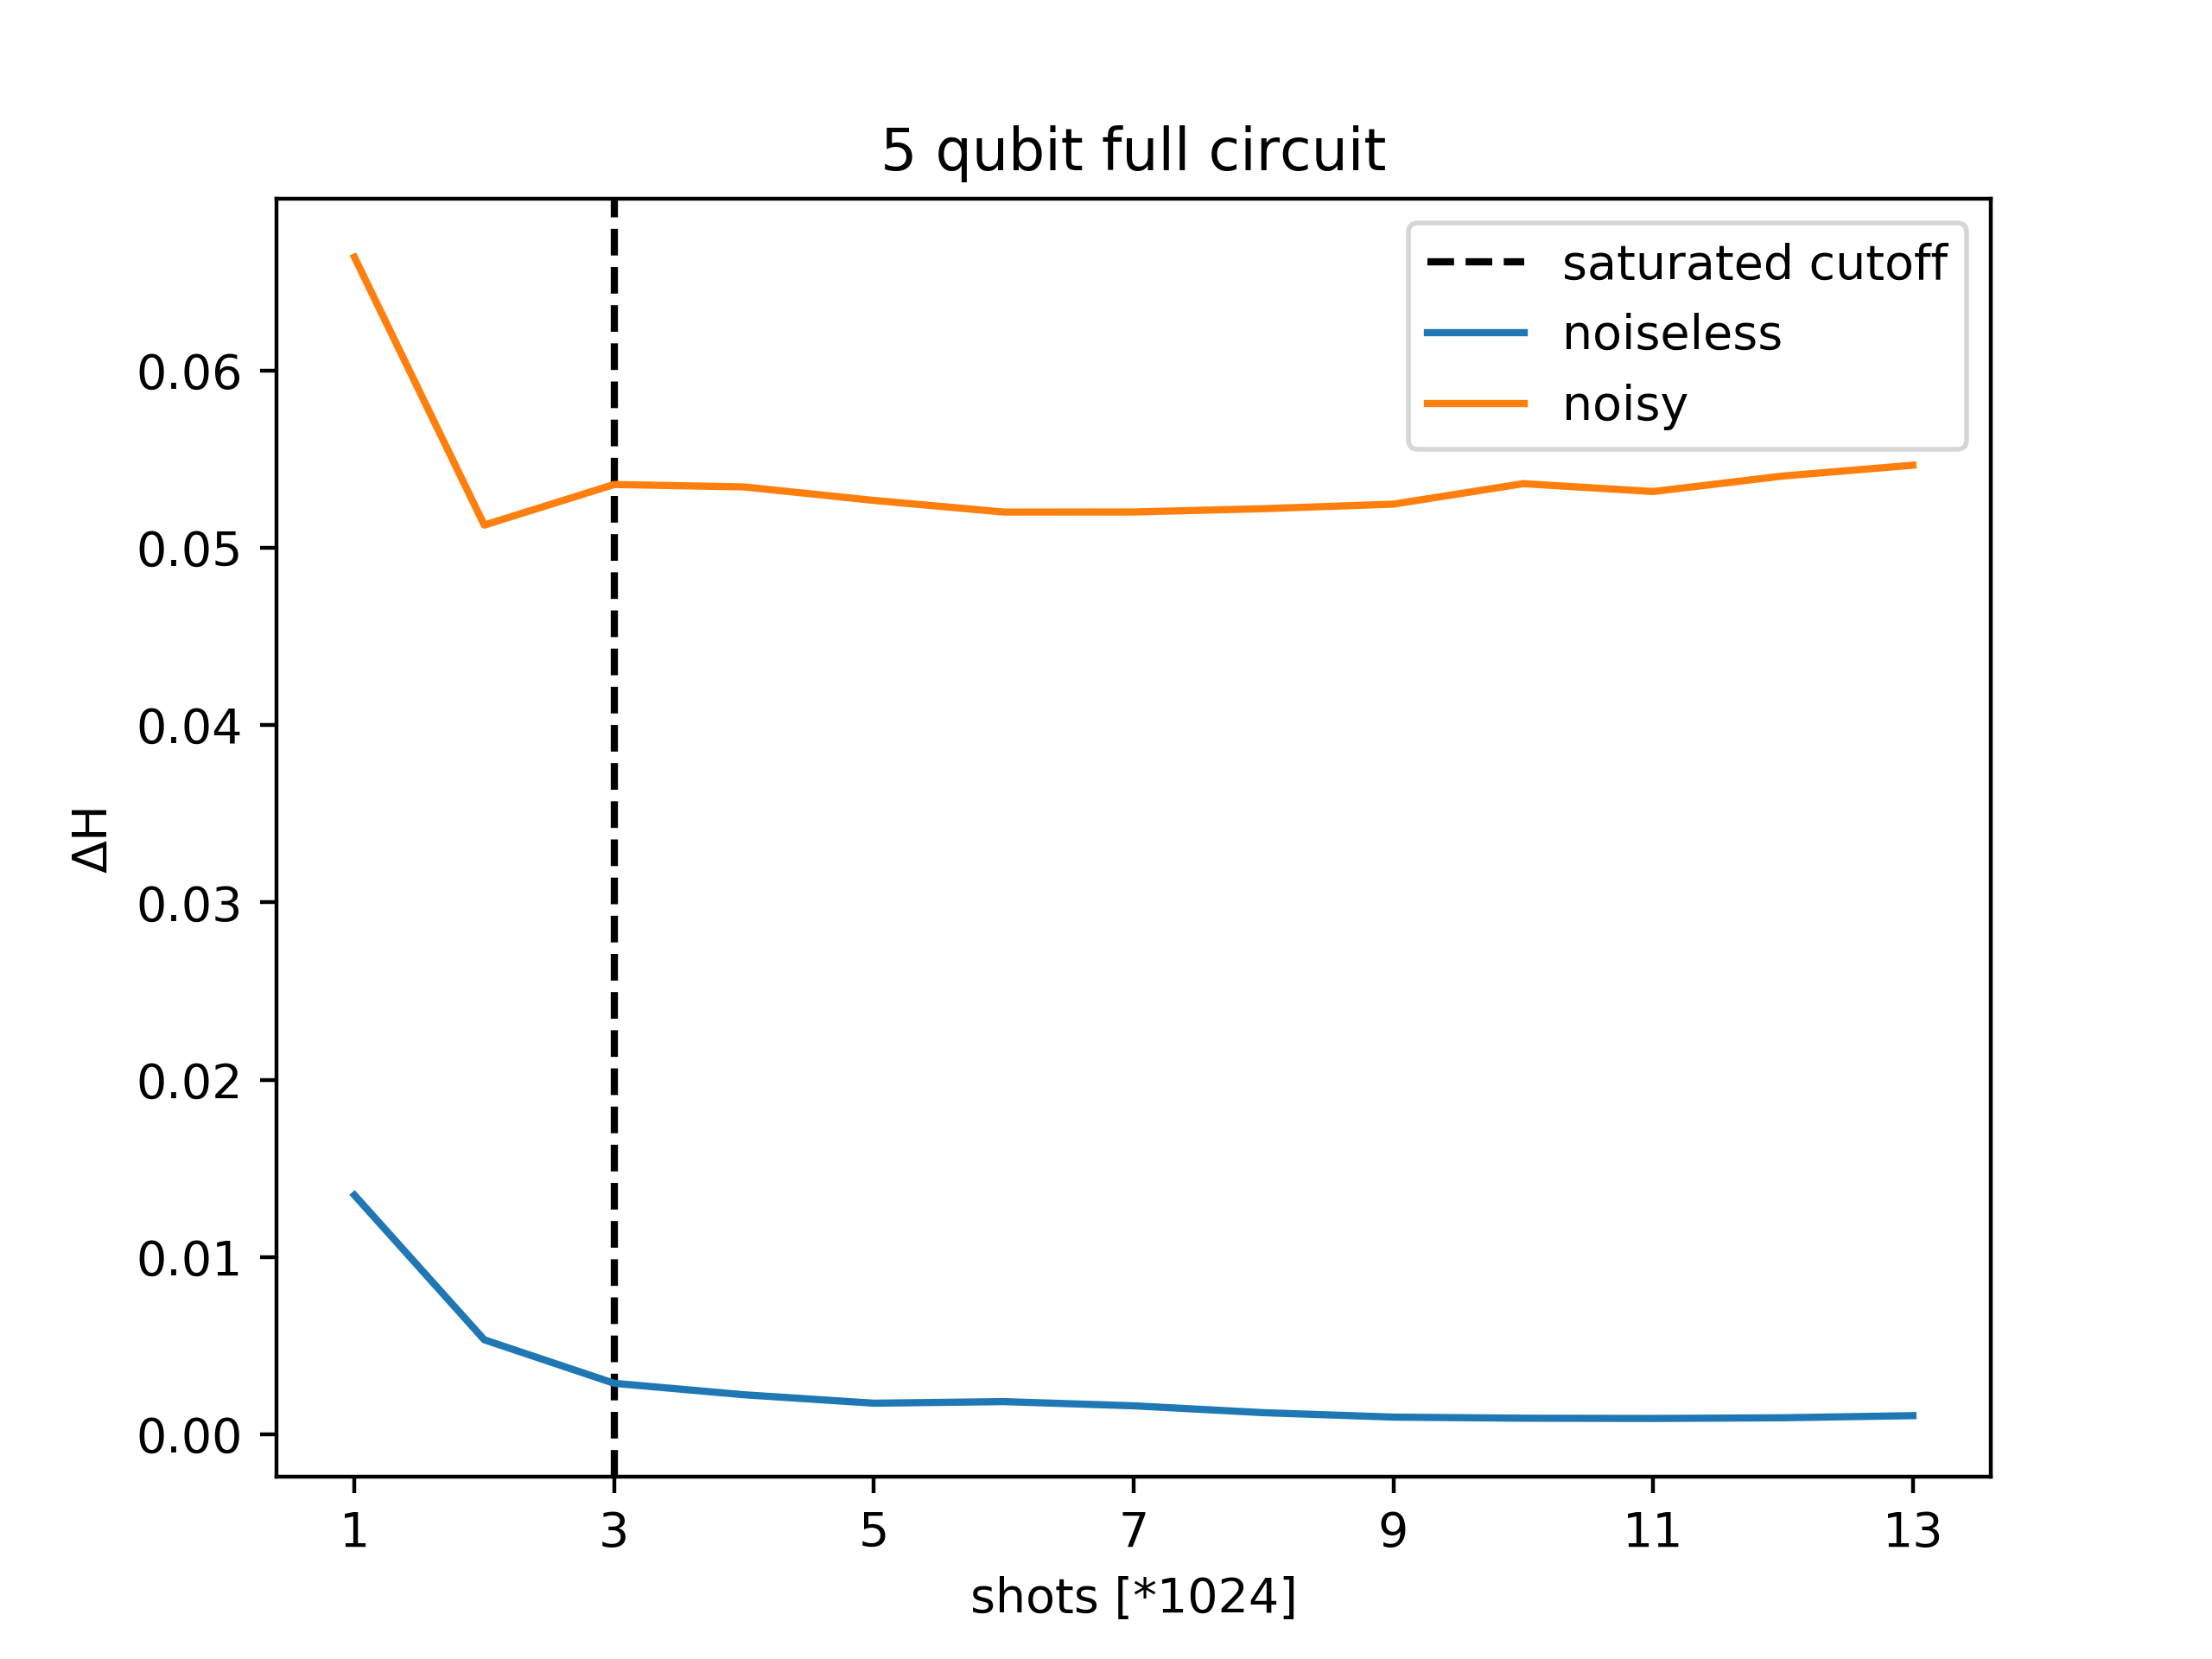 5 qubit full circuit
saturated cutoff
noiseless
noisy
0.06
0.05
0.04
0.03
0.02
0.01
0.00
ΔH
1 3 5 7 9 11 13
shots [*1024]